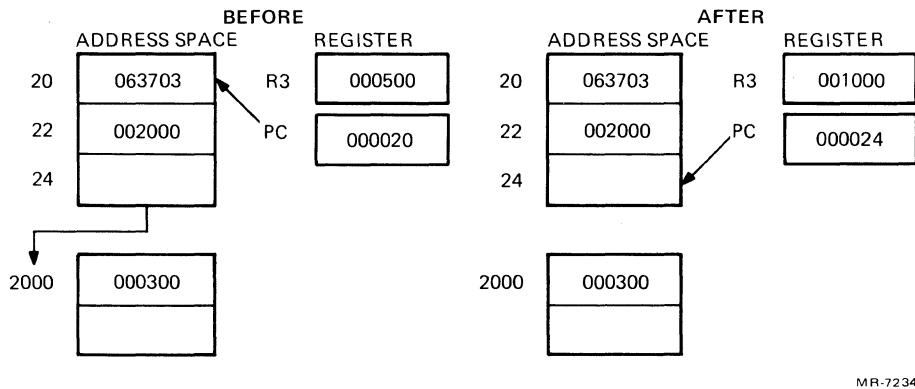 BEFORE
AFTER
ADDRESS SPACE REGISTER
ADDRESS SPACE REGISTER
20 063703 R3 000500
20 063703 R3 001000
22 002000 PC 000020
22 002000 PC 000024
24
24
2000 000300
2000 000300
MR-7234